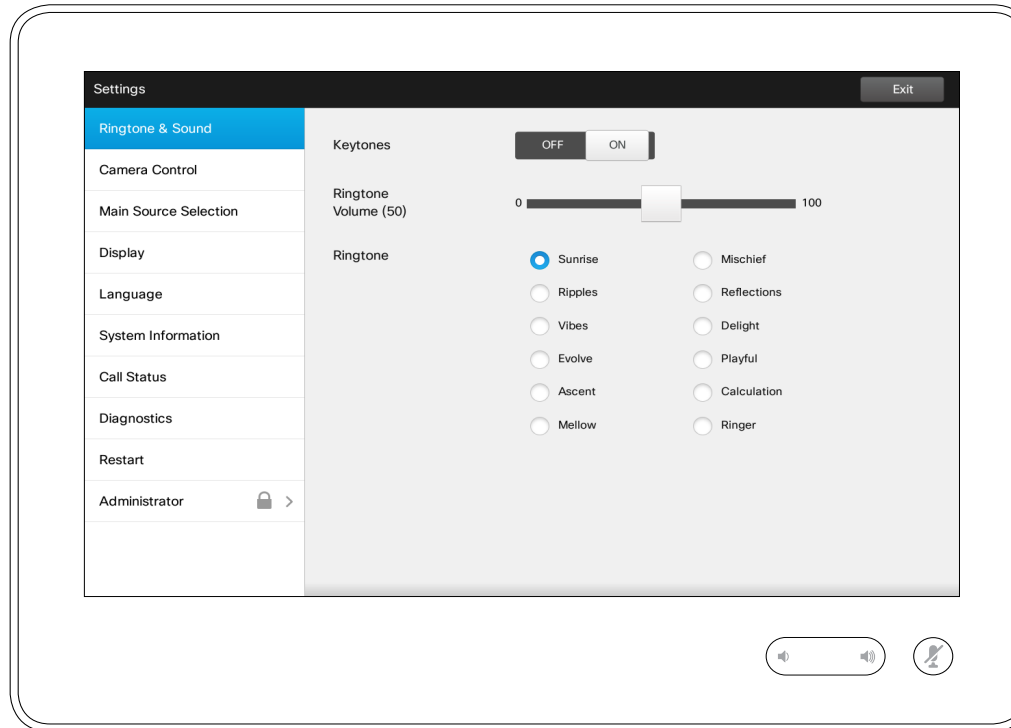 Settings
Exit
Ringtone & Sound
Camera Control
Main Source Selection
Display
Language
System Information
Call Status
Diagnostics
Restart
Administrator
Keytones
OFF ON
Ringtone
Volume (50)
0 100
Ringtone
Sunrise Mischief
Ripples Reflections
Vibes Delight
Evolve Playful
Ascent Calculation
Mellow Ringer